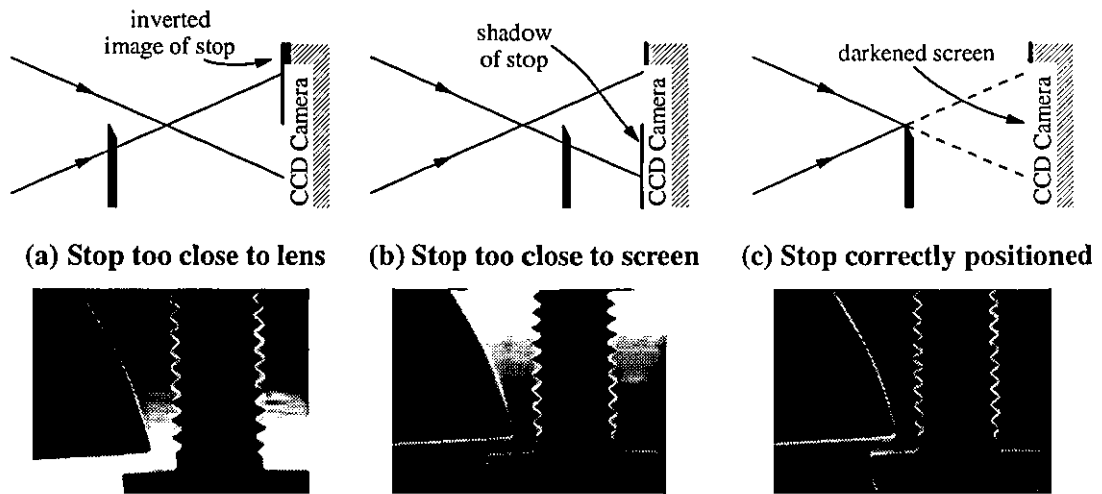 inverted
image of stop
CCD Camera
shadow
of stop
CCD Camera
darkened screen
CCD Camera
(a) Stop too close to lens
(b) Stop too close to screen
(c) Stop correctly positioned